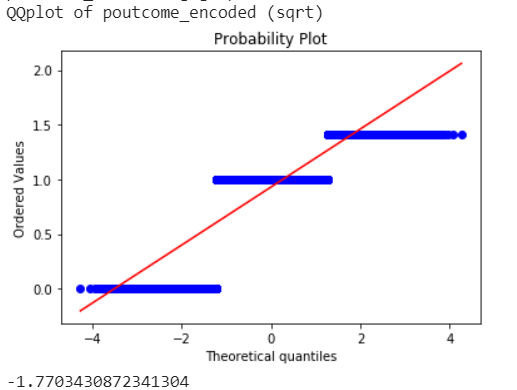 QQplot of poutcome_encoded (sqrt)
Probability Plot
2.0
1.5
1.0
0.5
0.0
Ordered Values
−4
−2
0
2
4
Theoretical quantiles
-1.7703430872341304